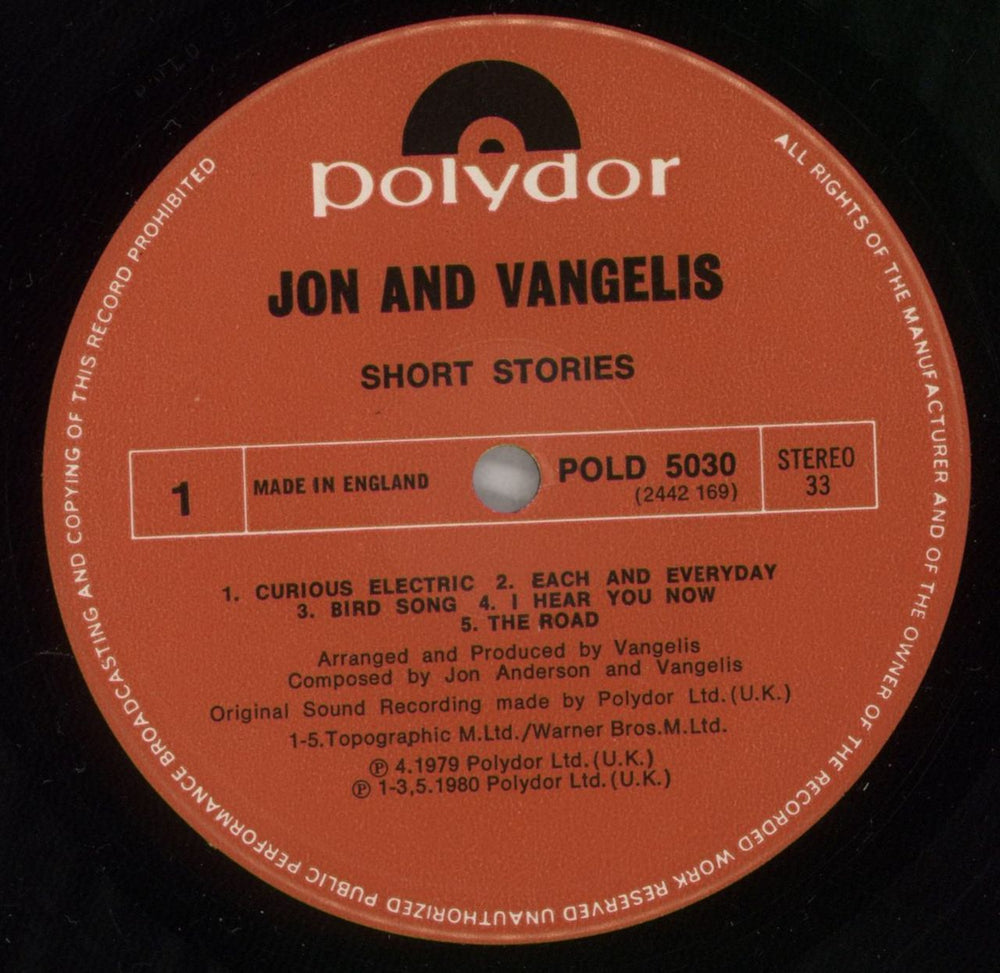 polydor
JON AND VANGELIS
SHORT STORIES
1
MADE IN ENGLAND
POLD 5030
(2442 169)
STEREO
33
1. CURIOUS ELECTRIC 2. EACH AND EVERYDAY
3. BIRD SONG 4. I HEAR YOU NOW
5. THE ROAD
Arranged and Produced by Vangelis
Composed by Jon Anderson and Vangelis
Original Sound Recording made by Polydor Ltd.(U.K.)
1-5.Topographic M.Ltd./Warner Bros.M.Ltd.
℗ 4.1979 Polydor Ltd.(U.K.)
℗ 1-3,5.1980 Polydor Ltd.(U.K.)
ALL RIGHTS OF THE MANUFACTURER AND OF THE OWNER OF THE RECORDED WORK RESERVED UNAUTHORIZED PUBLIC PERFORMANCE BROADCASTING AND COPYING OF THIS RECORD PROHIBITED